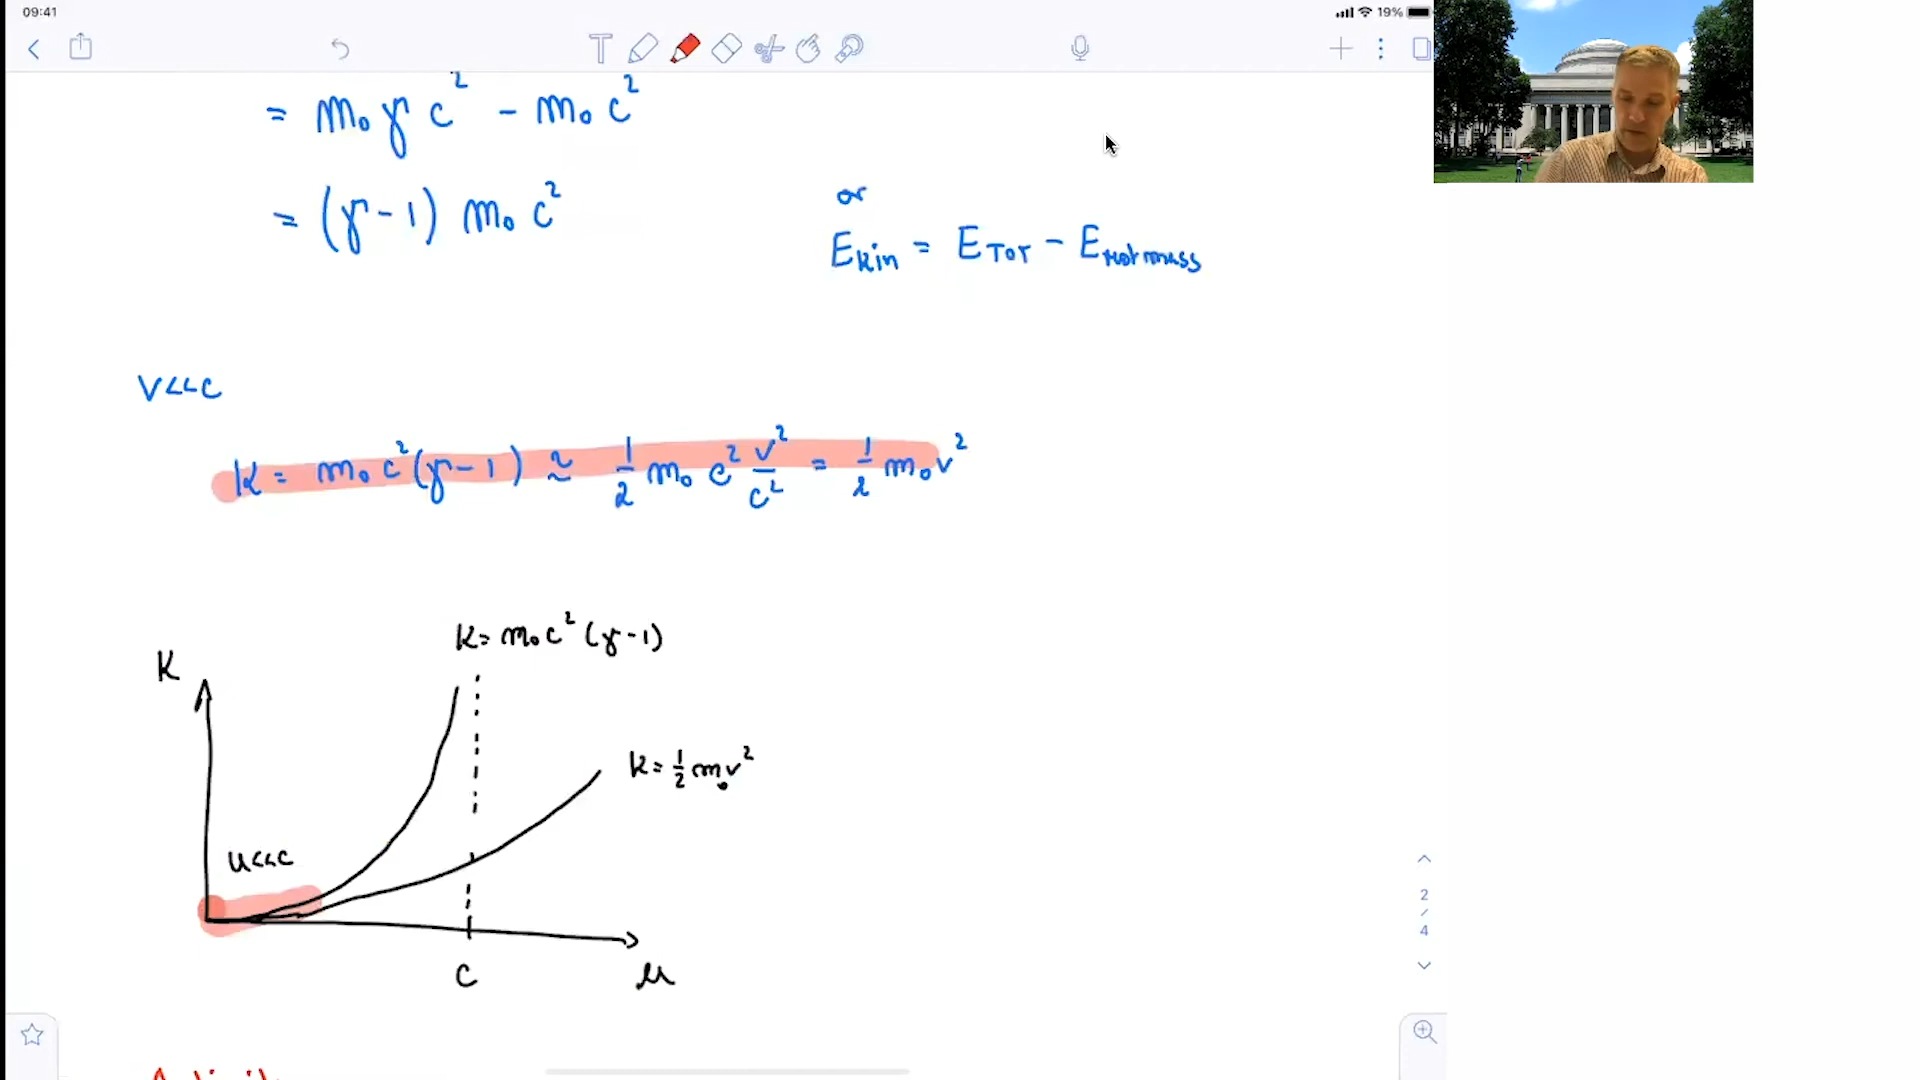 09:41
19%
= m₀ γ c² − m₀ c²
= (γ − 1) m₀ c²
or
E_kin = E_TOT − E_rest mass
v<<c
K = m₀ c² (γ − 1) ≃ 1/2 m₀ c² v²/c² = 1/2 m₀ v²
K = m₀ c² (γ − 1)
K
K = 1/2 m₀ v²
u<<c
c
u
2
/
4